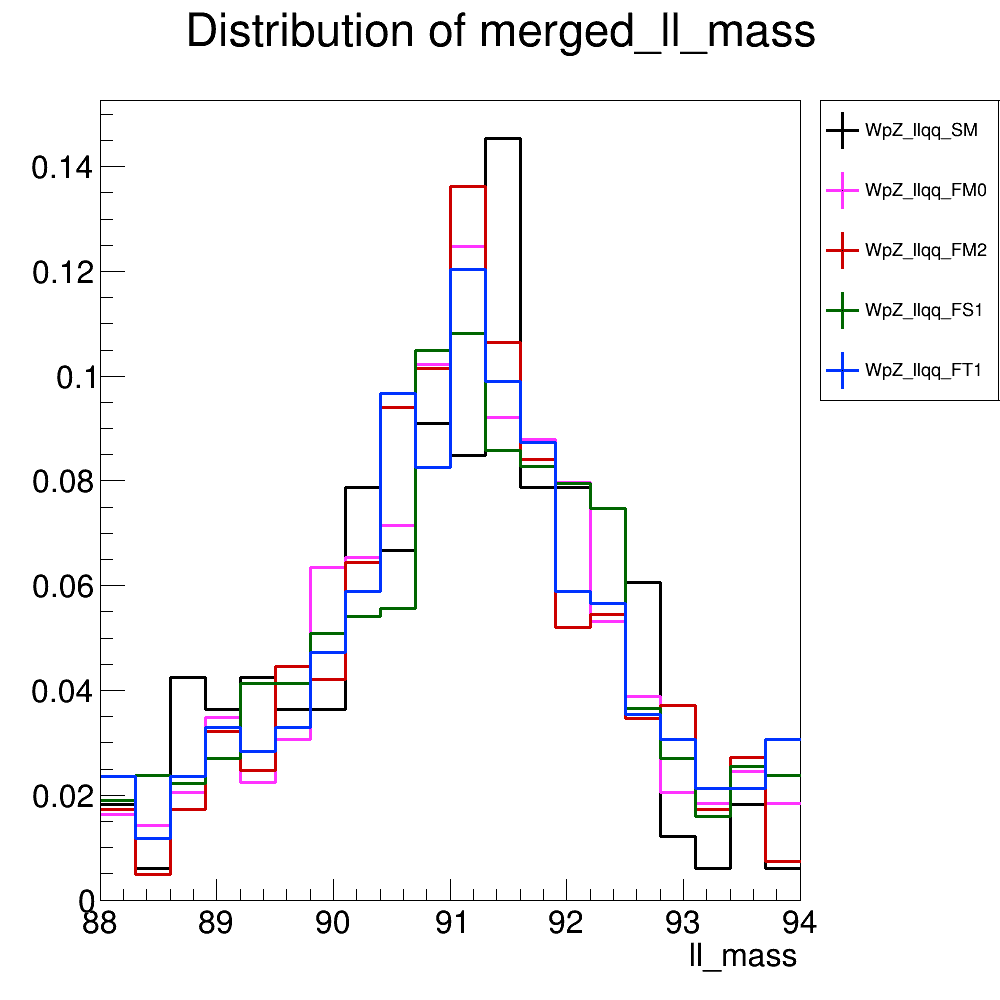 Distribution of merged_ll_mass
WpZ_llqq_SM
WpZ_llqq_FM0
WpZ_llqq_FM2
WpZ_llqq_FS1
WpZ_llqq_FT1
0.14
0.12
0.1
0.08
0.06
0.04
0.02
0
88 89 90 91 92 93 94
ll_mass